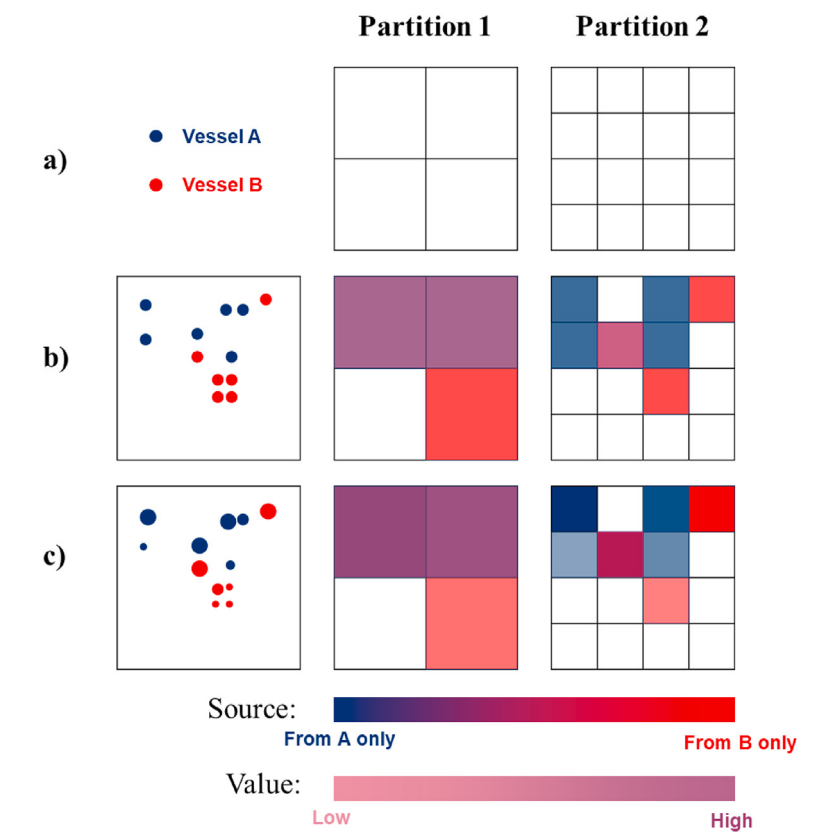 Partition 1
Partition 2
a)
Vessel A
Vessel B
b)
c)
Source:
From A only
From B only
Value:
Low
High